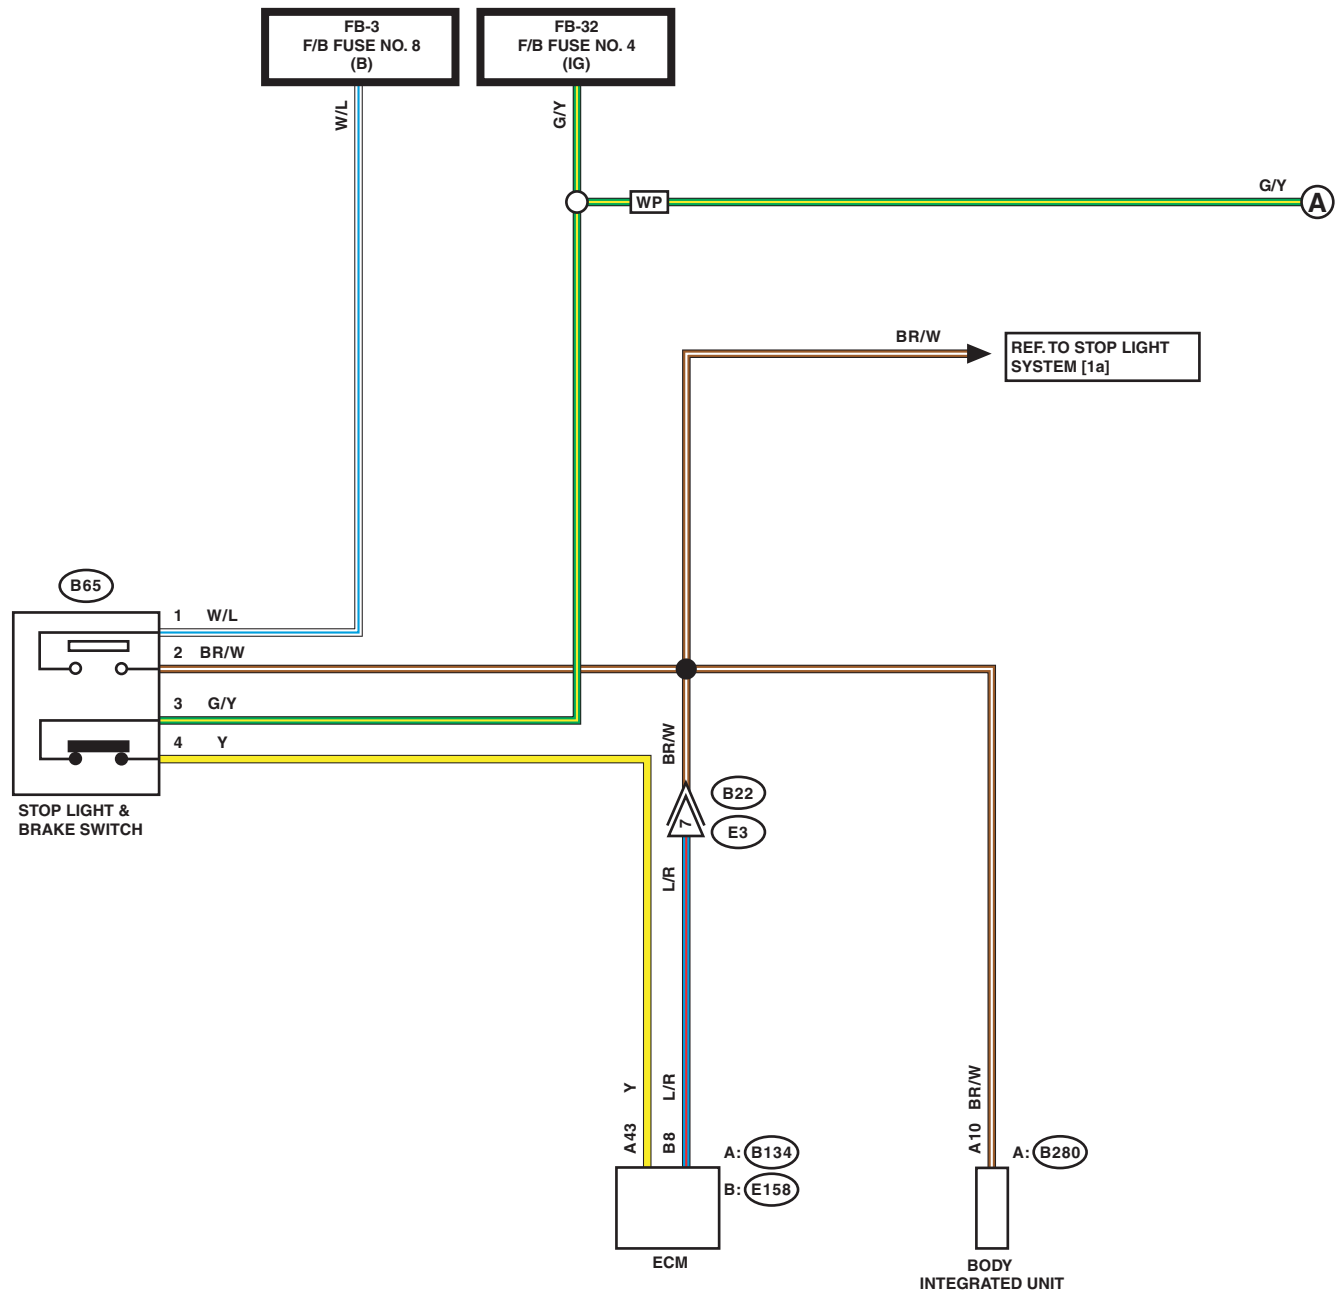 FB-3
F/B FUSE NO. 8
(B)
FB-32
F/B FUSE NO. 4
(IG)
W/L
G/Y
WP
G/Y
A
BR/W
REF. TO STOP LIGHT
SYSTEM [1a]
B65
1 W/L
2 BR/W
3 G/Y
4 Y
STOP LIGHT &
BRAKE SWITCH
BR/W
B22
7
E3
L/R
Y
L/R
BR/W
A43
B8
A10
A: B134
B: E158
A: B280
ECM
BODY
INTEGRATED UNIT